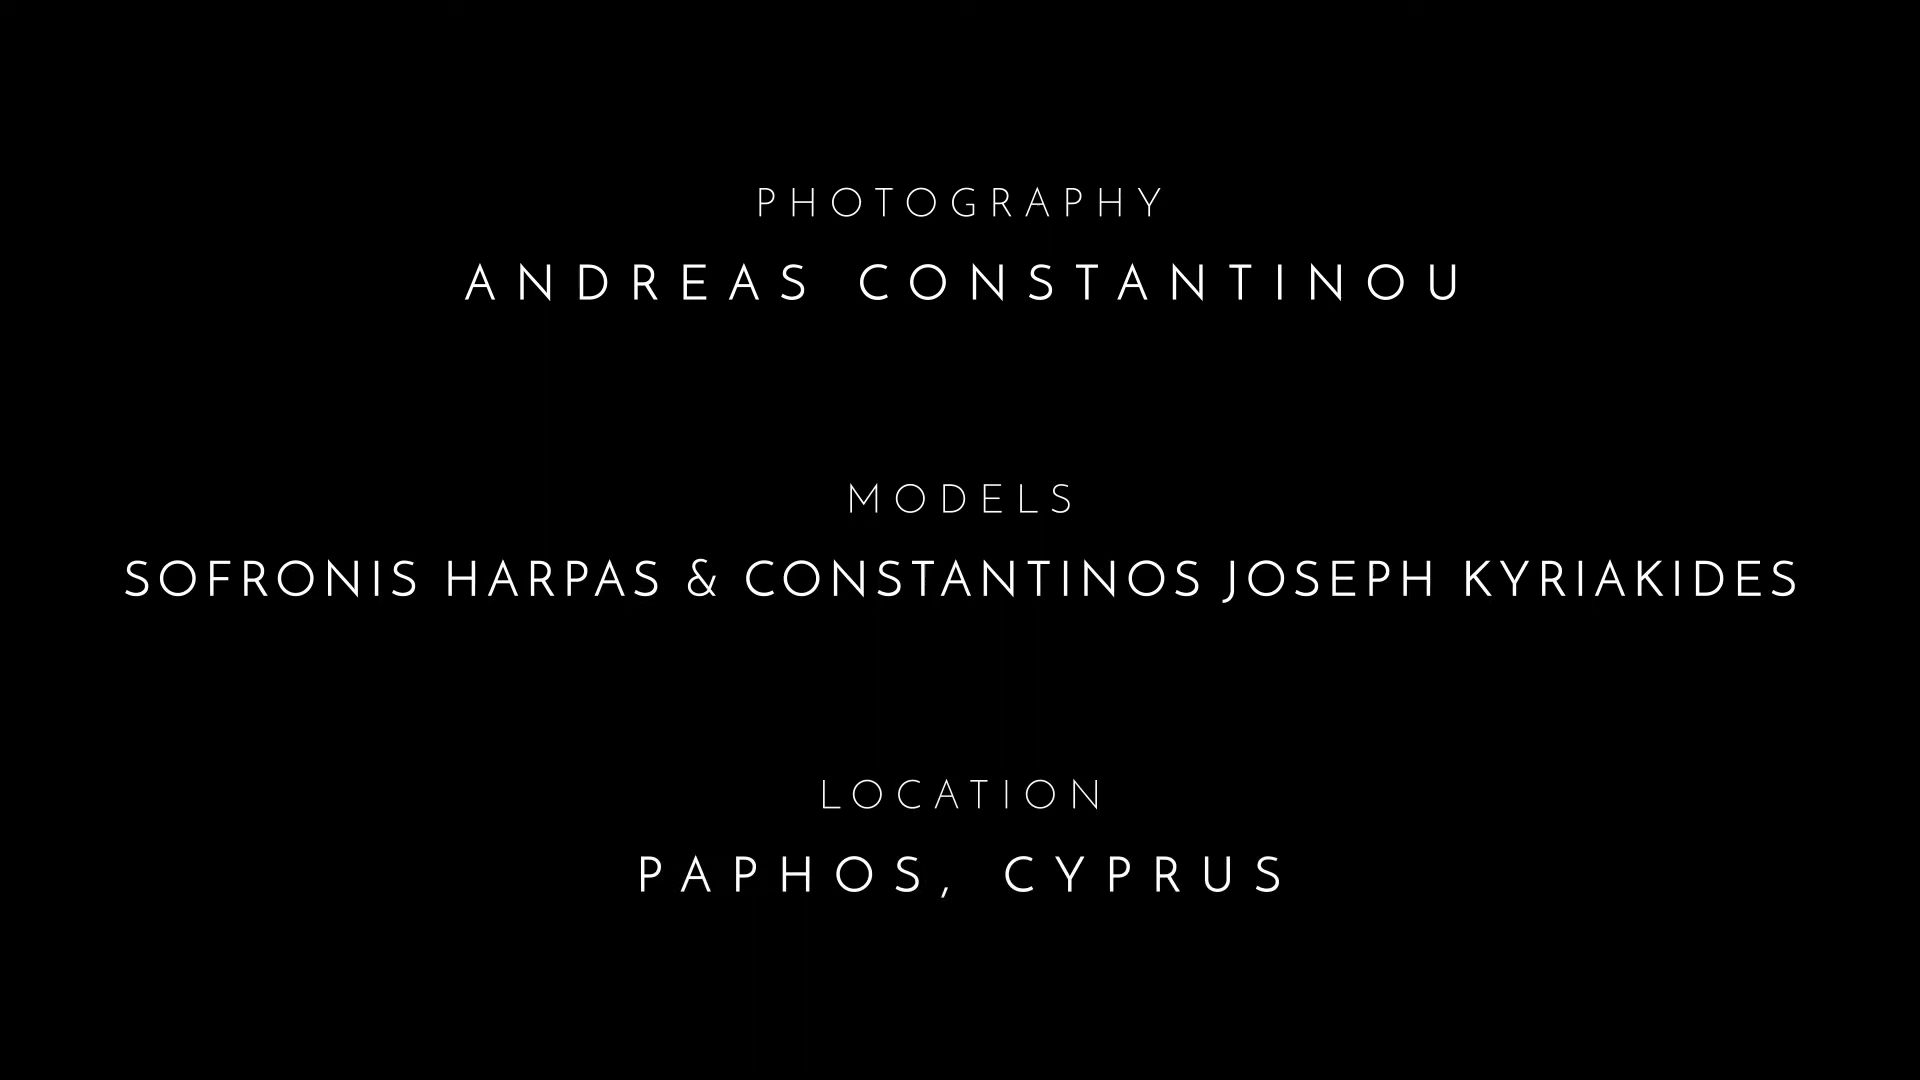 PHOTOGRAPHY
ANDREAS CONSTANTINOU
MODELS
SOFRONIS HARPAS & CONSTANTINOS JOSEPH KYRIAKIDES
LOCATION
PAPHOS, CYPRUS